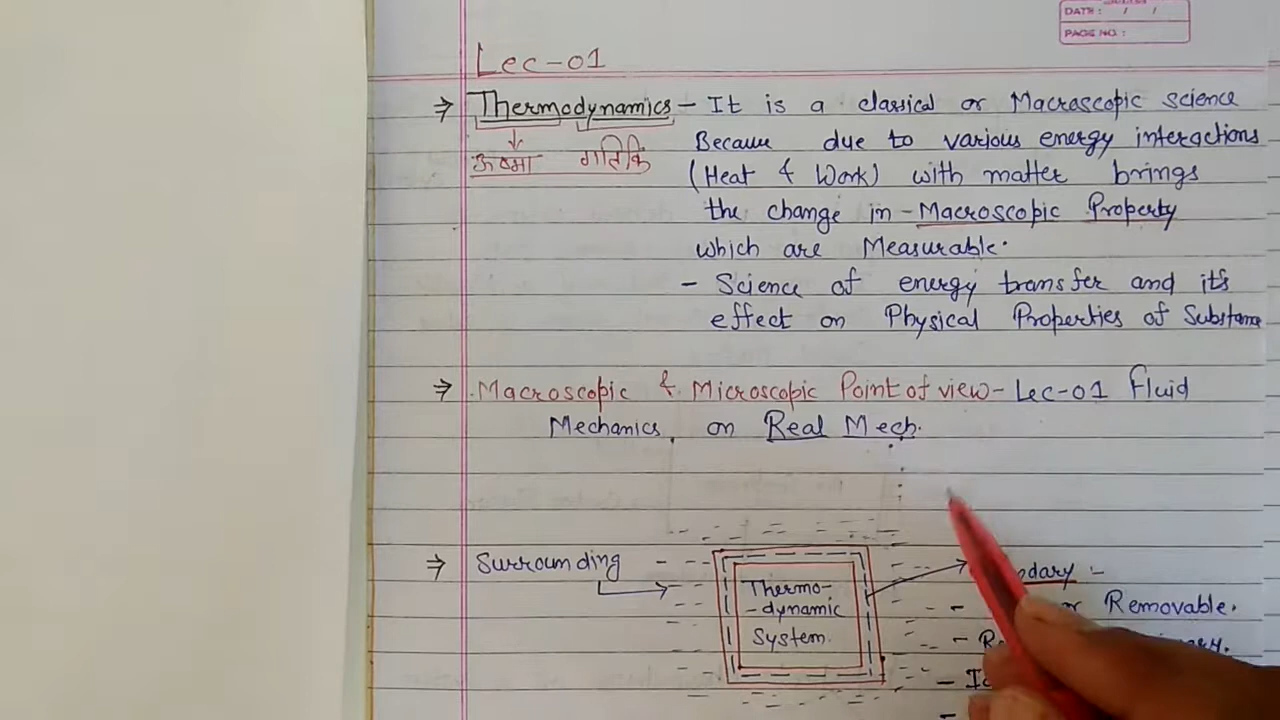 DATE : / /
PAGE NO. :
Lec-01
⇒ Thermodynamics - It is a classical or Macroscopic science
ऊष्मा गतिकि
Because due to various energy interactions
(Heat & Work) with matter brings
the change in - Macroscopic Property
which are Measurable.
- Science of energy transfer and it's
effect on Physical Properties of
⇒ Macroscopic & Microscopic Point of view - Lec-01 Fluid
Mechanics on Real Mech.
⇒ Surrounding
Thermo-
-dynamic
System.
:-
- or Removable.
-
-